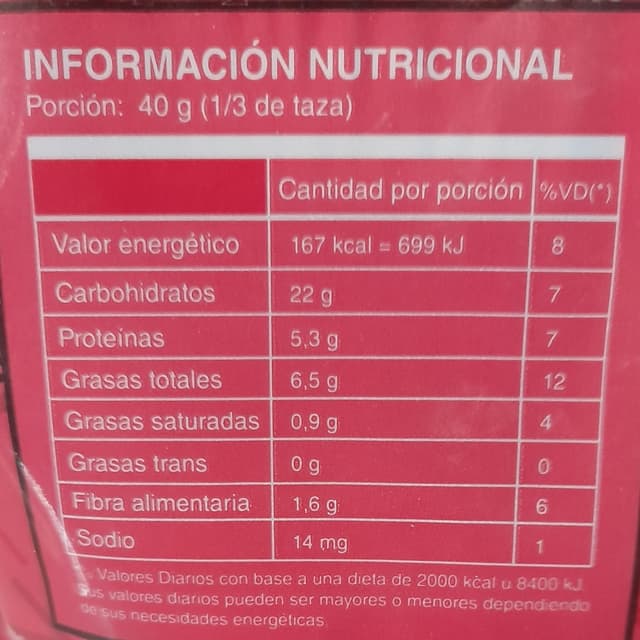 INFORMACIÓN NUTRICIONAL
Porción: 40 g (1/3 de taza)
Cantidad por porción %VD(*)
Valor energético 167 kcal = 699 kJ 8
Carbohidratos 22 g 7
Proteínas 5,3 g 7
Grasas totales 6,5 g 12
Grasas saturadas 0,9 g 4
Grasas trans 0 g 0
Fibra alimentaria 1,6 g 6
Sodio 14 mg 1
% Valores Diarios con base a una dieta de 2000 kcal u 8400 kJ.
Sus valores diarios pueden ser mayores o menores dependiendo
de sus necesidades energéticas.